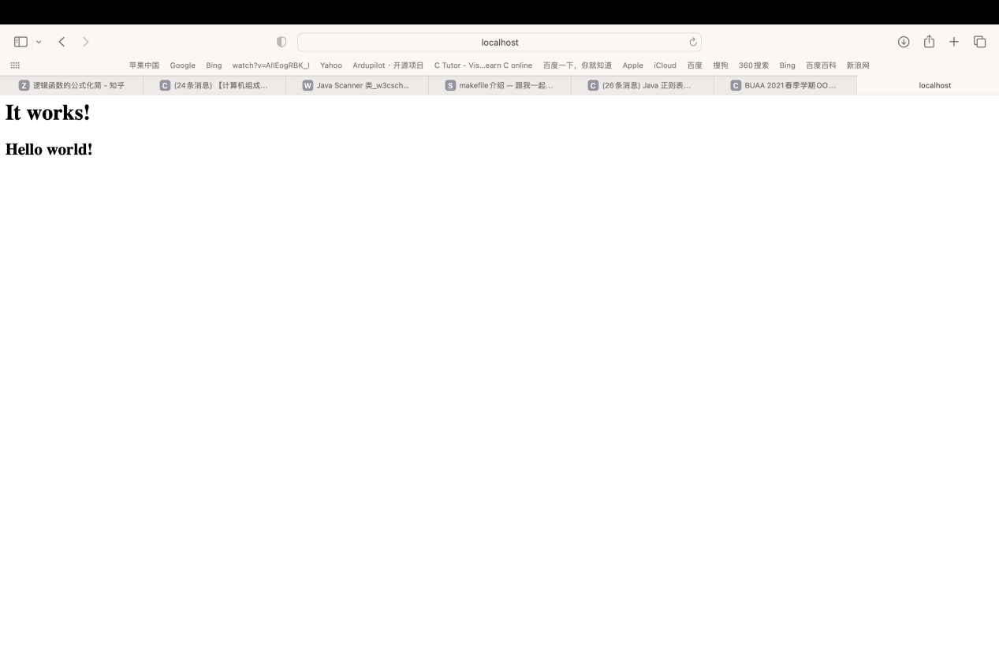 localhost
苹果中国 Google Bing watch?v=AIIEogRBK_I Yahoo Ardupilot · 开源项目 C Tutor - Vis...earn C online 百度一下，你就知道 Apple iCloud 百度 搜狗 360搜索 Bing 百度百科 新浪网
Z 逻辑函数的公式化简 - 知乎 C (24条消息)【计算机组成... W Java Scanner 类_w3csch... S makefile介绍 — 跟我一起... C (26条消息) Java 正则表... C BUAA 2021春季学期OO... localhost
It works!
Hello world!